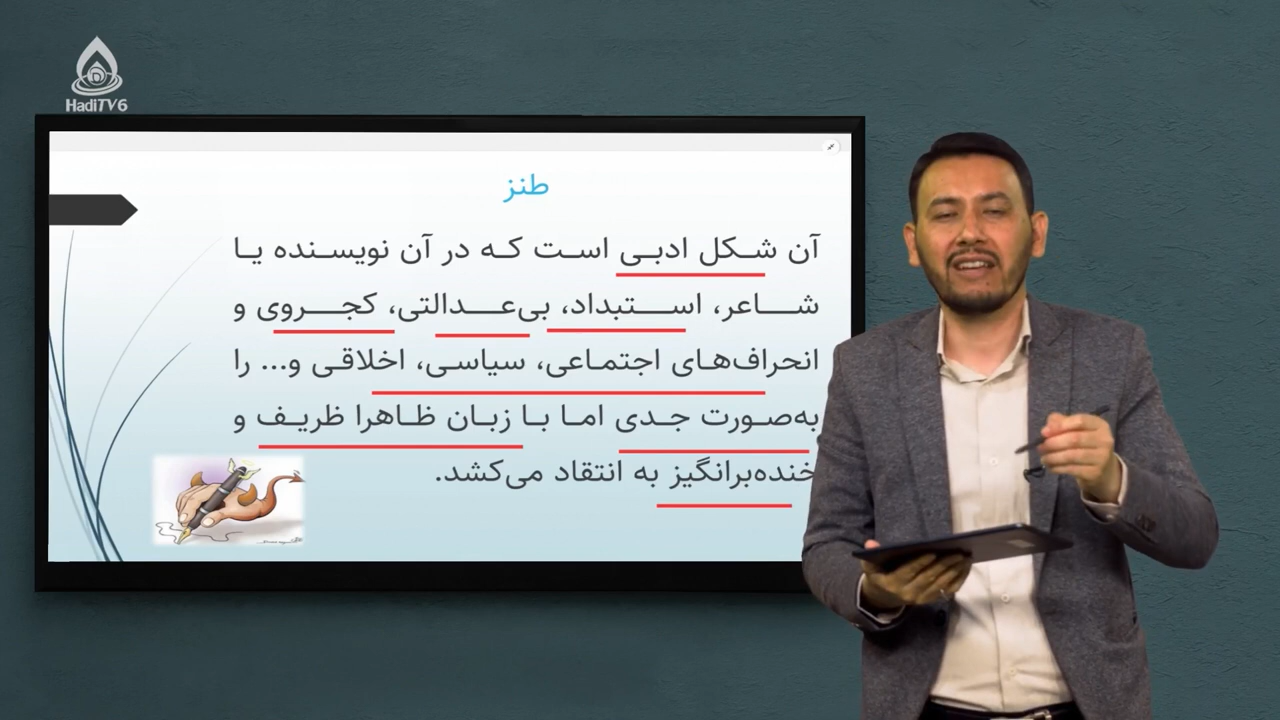 HadiTV6
طنز
آن شکل ادبی است که در آن نویسنده یا
شاعر، استبداد، بی‌عدالتی، کجروی و
انحراف‌های اجتماعی، سیاسی، اخلاقی و... را
به‌صورت جدی اما با زبان ظاهرا ظریف و
خنده‌برانگیز به انتقاد می‌کشد.